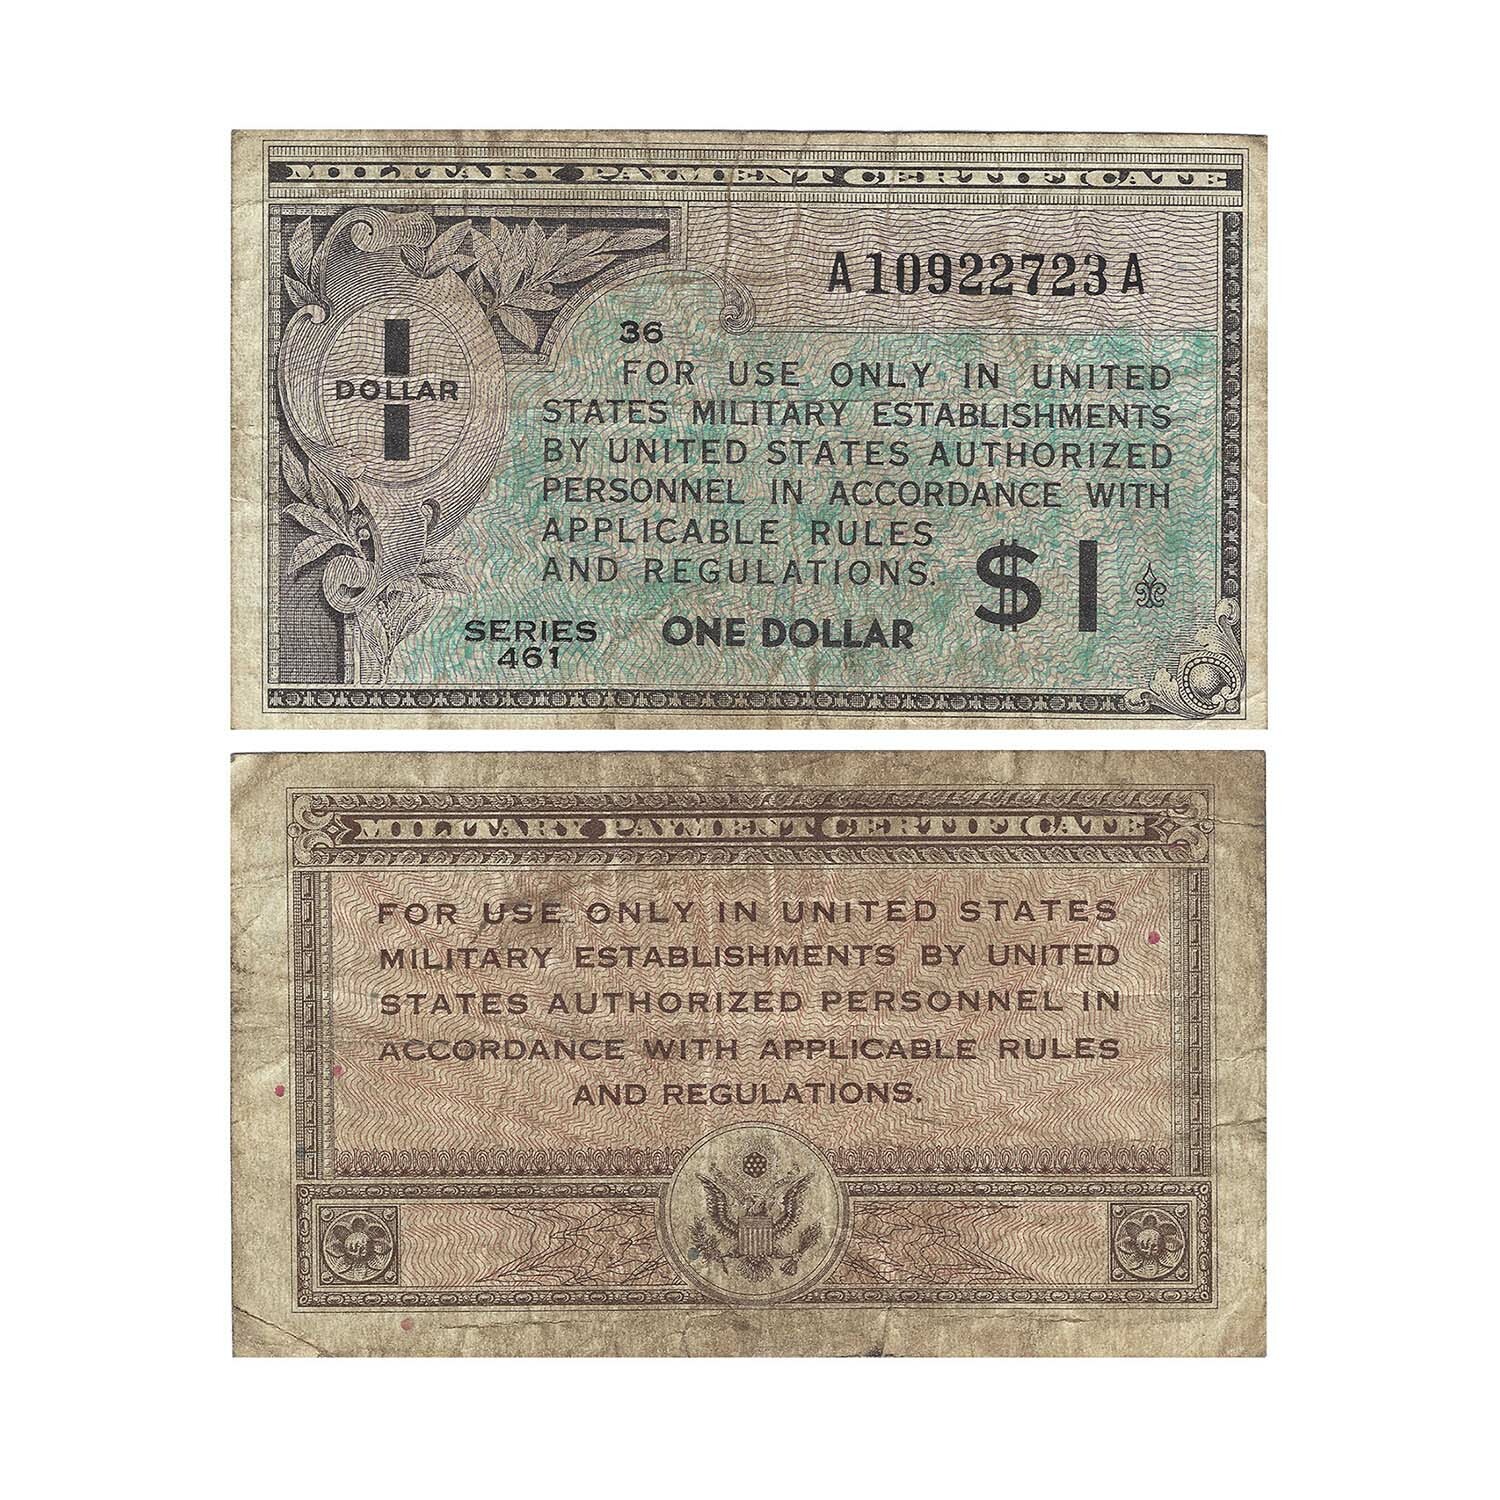 MILITARY PAYMENT CERTIFICATE
A10922723A
1
DOLLAR
36
FOR USE ONLY IN UNITED
STATES MILITARY ESTABLISHMENTS
BY UNITED STATES AUTHORIZED
PERSONNEL IN ACCORDANCE WITH
APPLICABLE RULES
AND REGULATIONS.
$1
SERIES
461
ONE DOLLAR
MILITARY PAYMENT CERTIFICATE
FOR USE ONLY IN UNITED STATES
MILITARY ESTABLISHMENTS BY UNITED
STATES AUTHORIZED PERSONNEL IN
ACCORDANCE WITH APPLICABLE RULES
AND REGULATIONS.